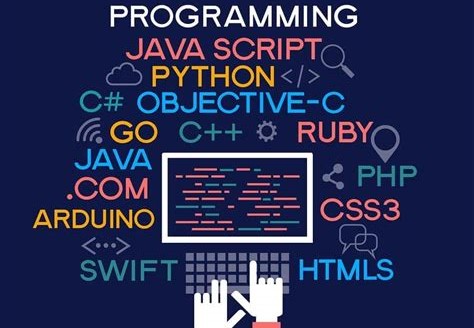 PROGRAMMING
JAVA SCRIPT
PYTHON
C# OBJECTIVE-C
GO C++ RUBY
JAVA
PHP
.COM
CSS3
ARDUINO
SWIFT
HTMLS